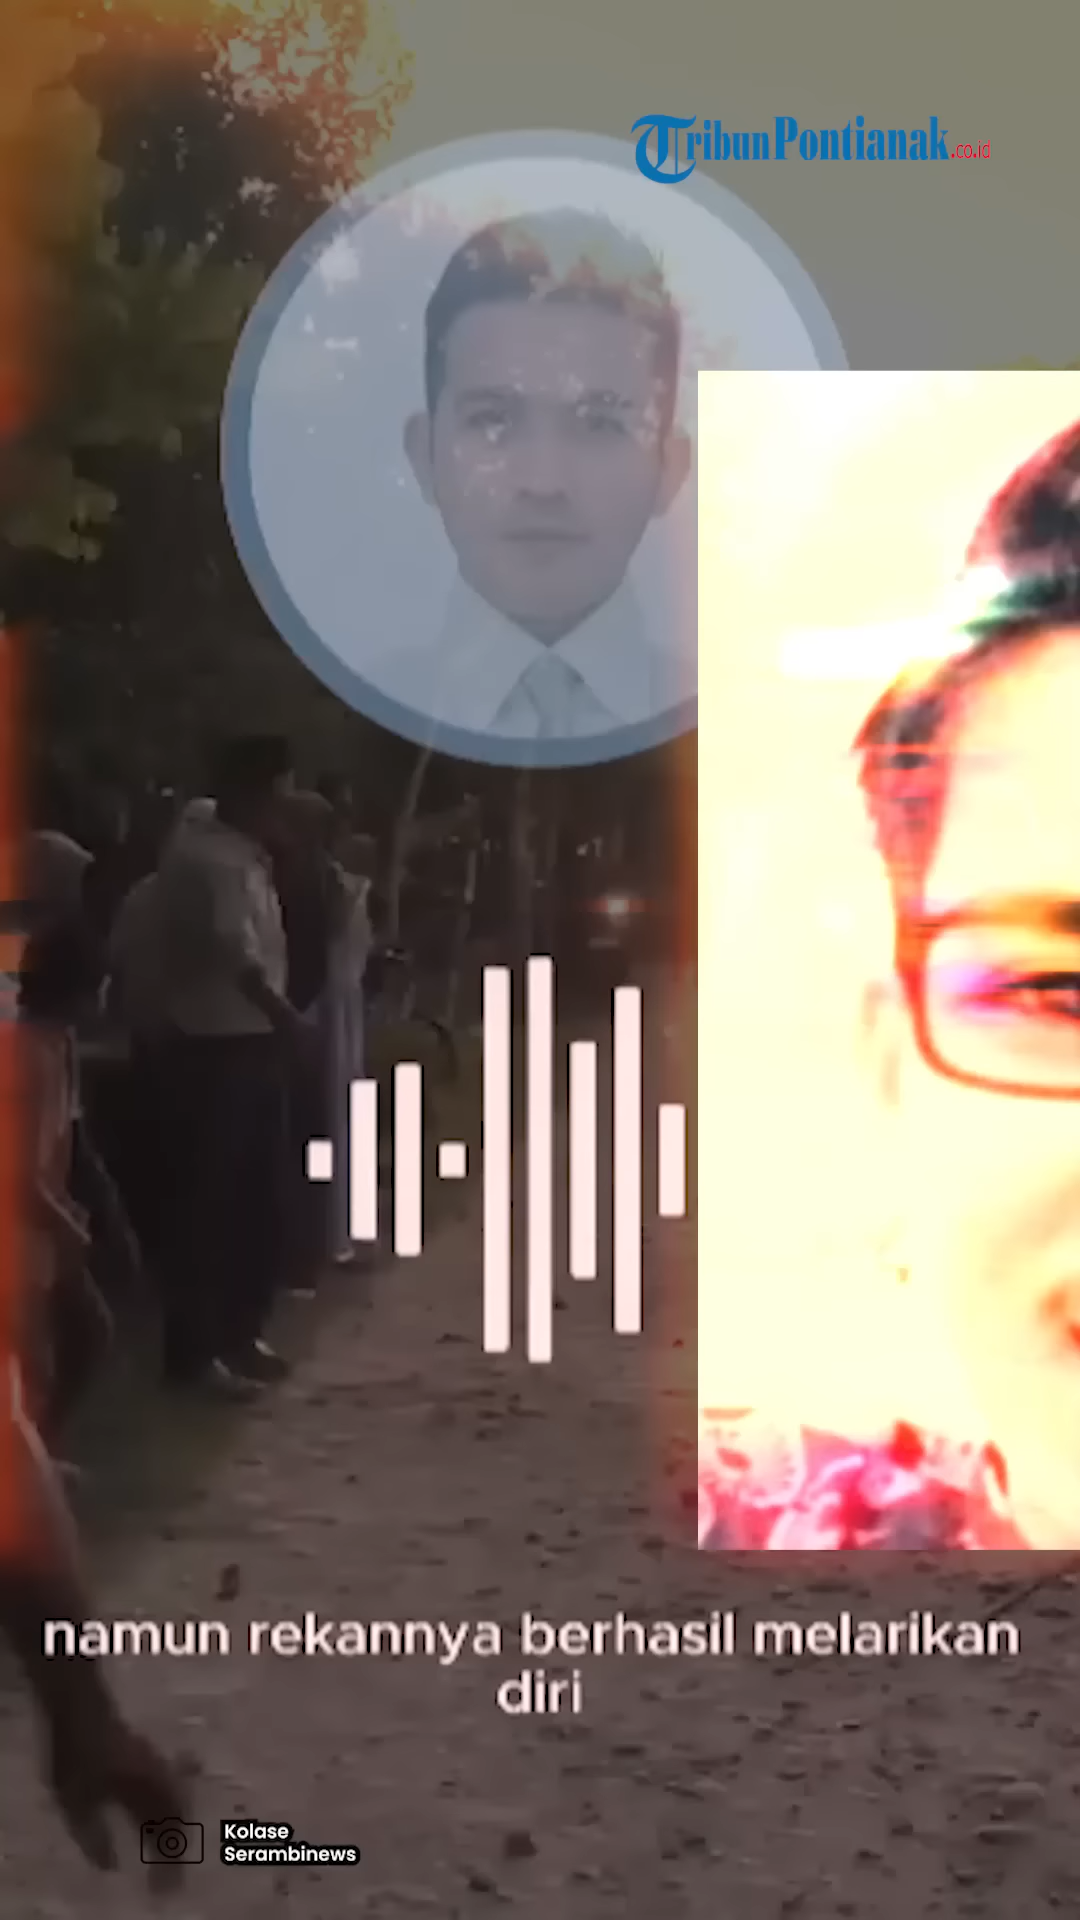 TribunPontianak.co.id
namun rekannya berhasil melarikan
diri
Kolase
Serambinews